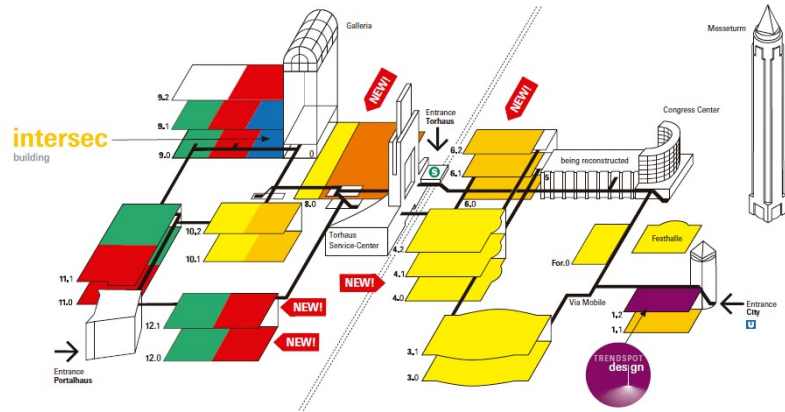 Galleria
Messeturm
NEW!
NEW!
9.2
Entrance
Torhaus
Congress Center
intersec
building
9.1
9.0
0
S
6.2
6.1
6.0
being reconstructed
5
8.0
Torhaus
Service-Center
10.2
10.1
4.2
4.1
4.0
For.0
Festhalle
11.1
11.0
NEW!
NEW!
NEW!
12.1
12.0
Via Mobile
1.2
1.1
Entrance
City
U
3.1
3.0
TRENDSPOT
design
Entrance
Portalhaus